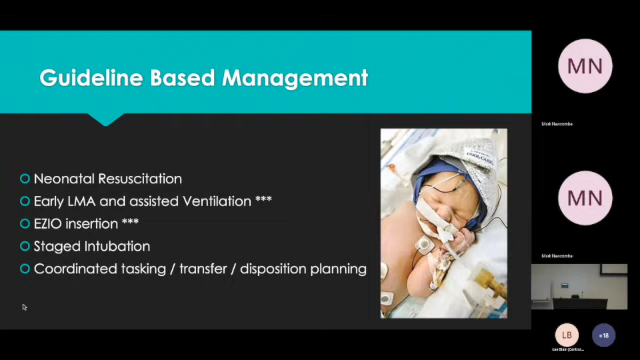 Guideline Based Management
Neonatal Resuscitation
Early LMA and assisted Ventilation ***
EZIO insertion ***
Staged Intubation
Coordinated tasking / transfer / disposition planning
MN
MN
LB
+18